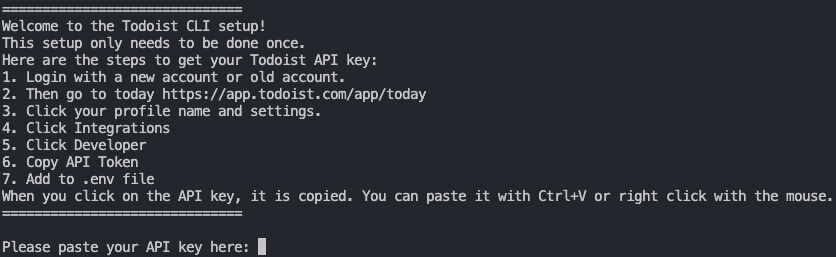 ==============================
Welcome to the Todoist CLI setup!
This setup only needs to be done once.
Here are the steps to get your Todoist API key:
1. Login with a new account or old account.
2. Then go to today https://app.todoist.com/app/today
3. Click your profile name and settings.
4. Click Integrations
5. Click Developer
6. Copy API Token
7. Add to .env file
When you click on the API key, it is copied. You can paste it with Ctrl+V or right click with the mouse.
==============================
Please paste your API key here: